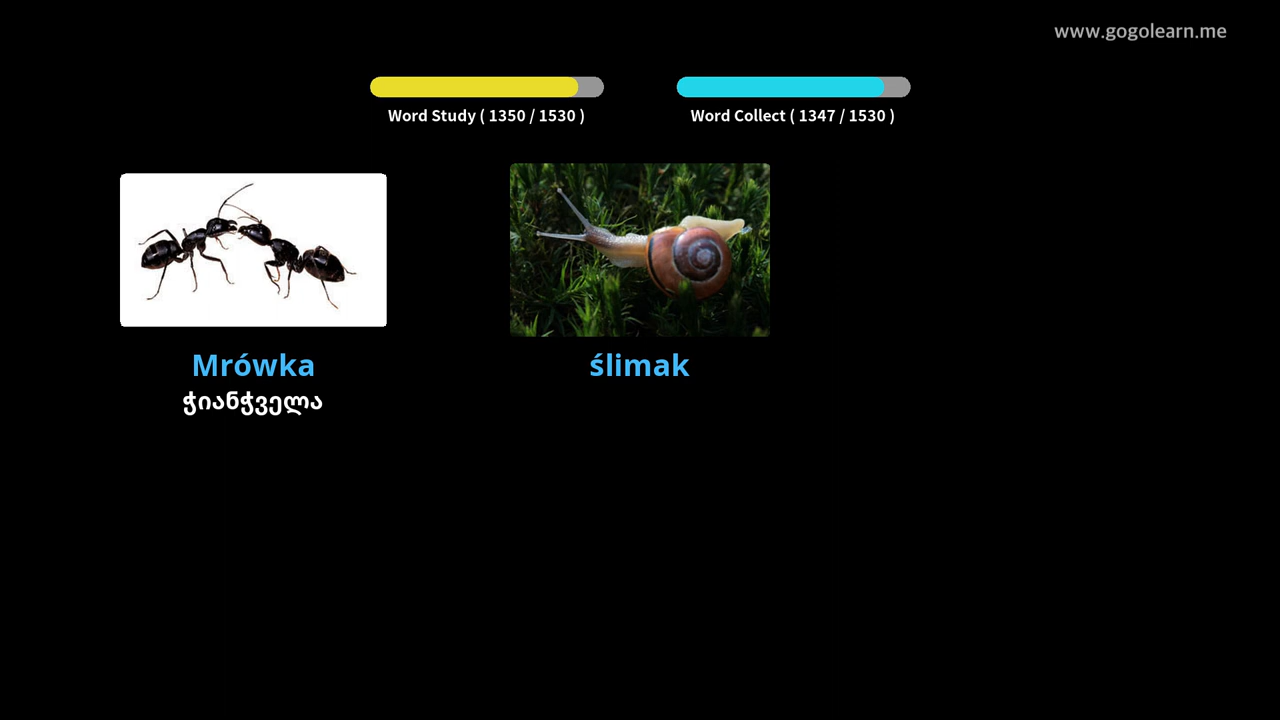 www.gogolearn.me
Word Study ( 1350 / 1530 )
Word Collect ( 1347 / 1530 )
Mrówka
ślimak
ჭიანჭველა